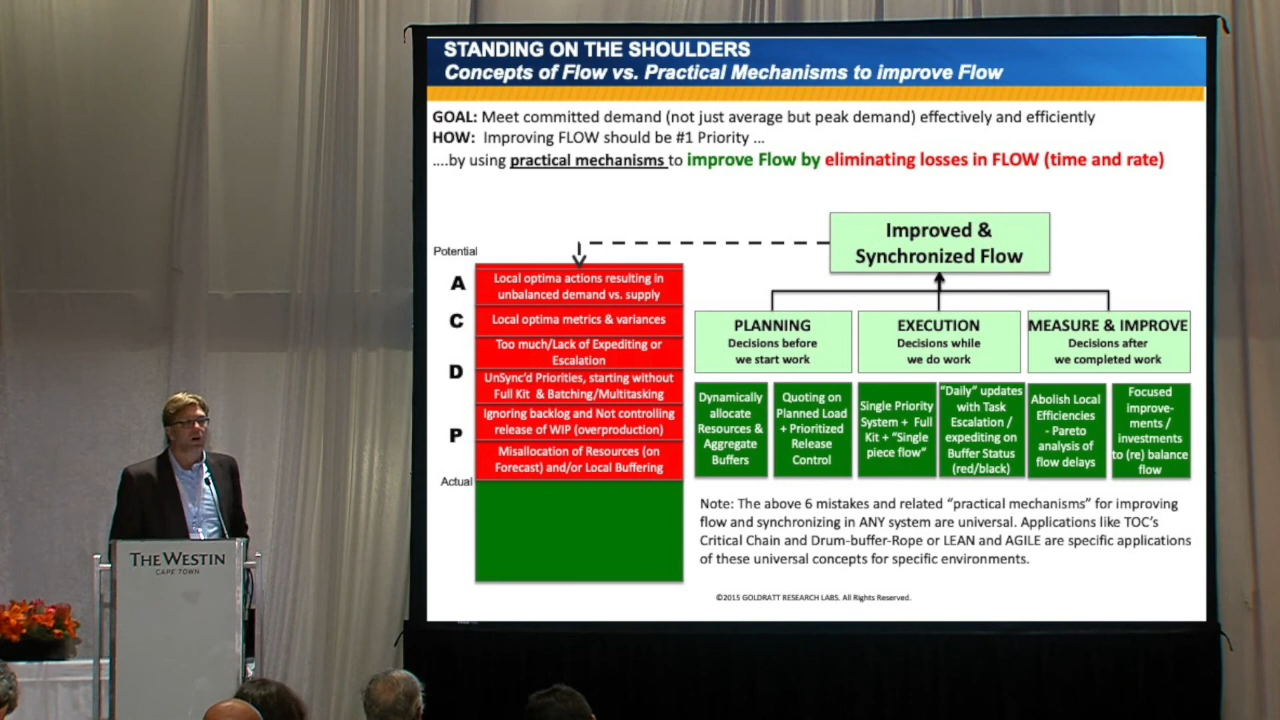 STANDING ON THE SHOULDERS
Concepts of Flow vs. Practical Mechanisms to improve Flow
GOAL: Meet committed demand (not just average but peak demand) effectively and efficiently
HOW: Improving FLOW should be #1 Priority ...
....by using practical mechanisms to improve Flow by eliminating losses in FLOW (time and rate)
Improved &
Synchronized Flow
Potential
A
Local optima actions resulting in
unbalanced demand vs. supply
C
Local optima metrics & variances
Too much/Lack of Expediting or
Escalation
D
UnSync'd Priorities, starting without
Full Kit & Batching/Multitasking
Ignoring backlog and Not controlling
release of WIP (overproduction)
P
Misallocation of Resources (on
Forecast) and/or Local Buffering
Actual
PLANNING
Decisions before
we start work
EXECUTION
Decisions while
we do work
MEASURE & IMPROVE
Decisions after
we completed work
Dynamically
allocate
Resources &
Aggregate
Buffers
Quoting on
Planned Load
+ Prioritized
Release
Control
Single Priority
System + Full
Kit + "Single
piece flow"
"Daily" updates
with Task
Escalation /
expediting on
Buffer Status
(red/black)
Abolish Local
Efficiencies
- Pareto
analysis of
flow delays
Focused
improve-
ments /
investments
to (re) balance
flow
Note: The above 6 mistakes and related "practical mechanisms" for improving
flow and synchronizing in ANY system are universal. Applications like TOC's
Critical Chain and Drum-buffer-Rope or LEAN and AGILE are specific applications
of these universal concepts for specific environments.
©2015 GOLDRATT RESEARCH LABS. All Rights Reserved.
THE WESTIN
CAPE TOWN